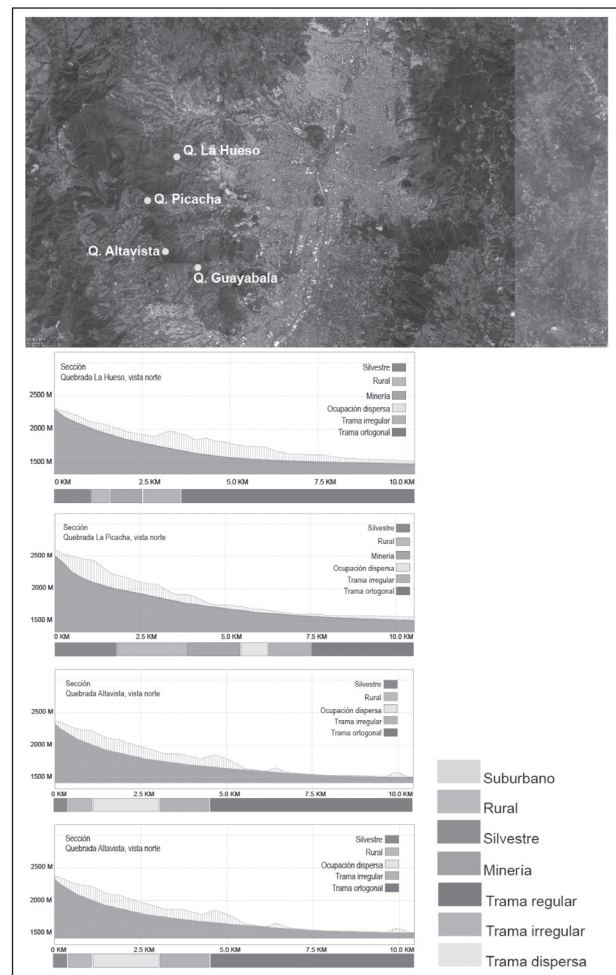 Q. La Hueso
Q. Picacha
Q. Altavista
Q. Guayabala
Sección
Quebrada La Hueso, vista norte
Silvestre
Rural
Minería
Ocupación dispersa
Trama irregular
Trama ortogonal
2500 M
2000 M
1500 M
0 KM 2.5 KM 5.0 KM 7.5 KM 10.0 KM
Sección
Quebrada La Picacha, vista norte
Silvestre
Rural
Minería
Ocupación dispersa
Trama irregular
Trama ortogonal
2500 M
2000 M
1500 M
0 KM 2.5 KM 5.0 KM 7.5 KM 10.0 KM
Sección
Quebrada Altavista, vista norte
Silvestre
Rural
Ocupación dispersa
Trama irregular
Trama ortogonal
2500 M
2000 M
1500 M
0 KM 2.5 KM 5.0 KM 7.5 KM 10.0 KM
Sección
Quebrada Altavista, vista norte
Silvestre
Rural
Ocupación dispersa
Trama irregular
Trama ortogonal
2500 M
2000 M
1500 M
0 KM 2.5 KM 5.0 KM 7.5 KM 10.0 KM
Suburbano
Rural
Silvestre
Minería
Trama regular
Trama irregular
Trama dispersa